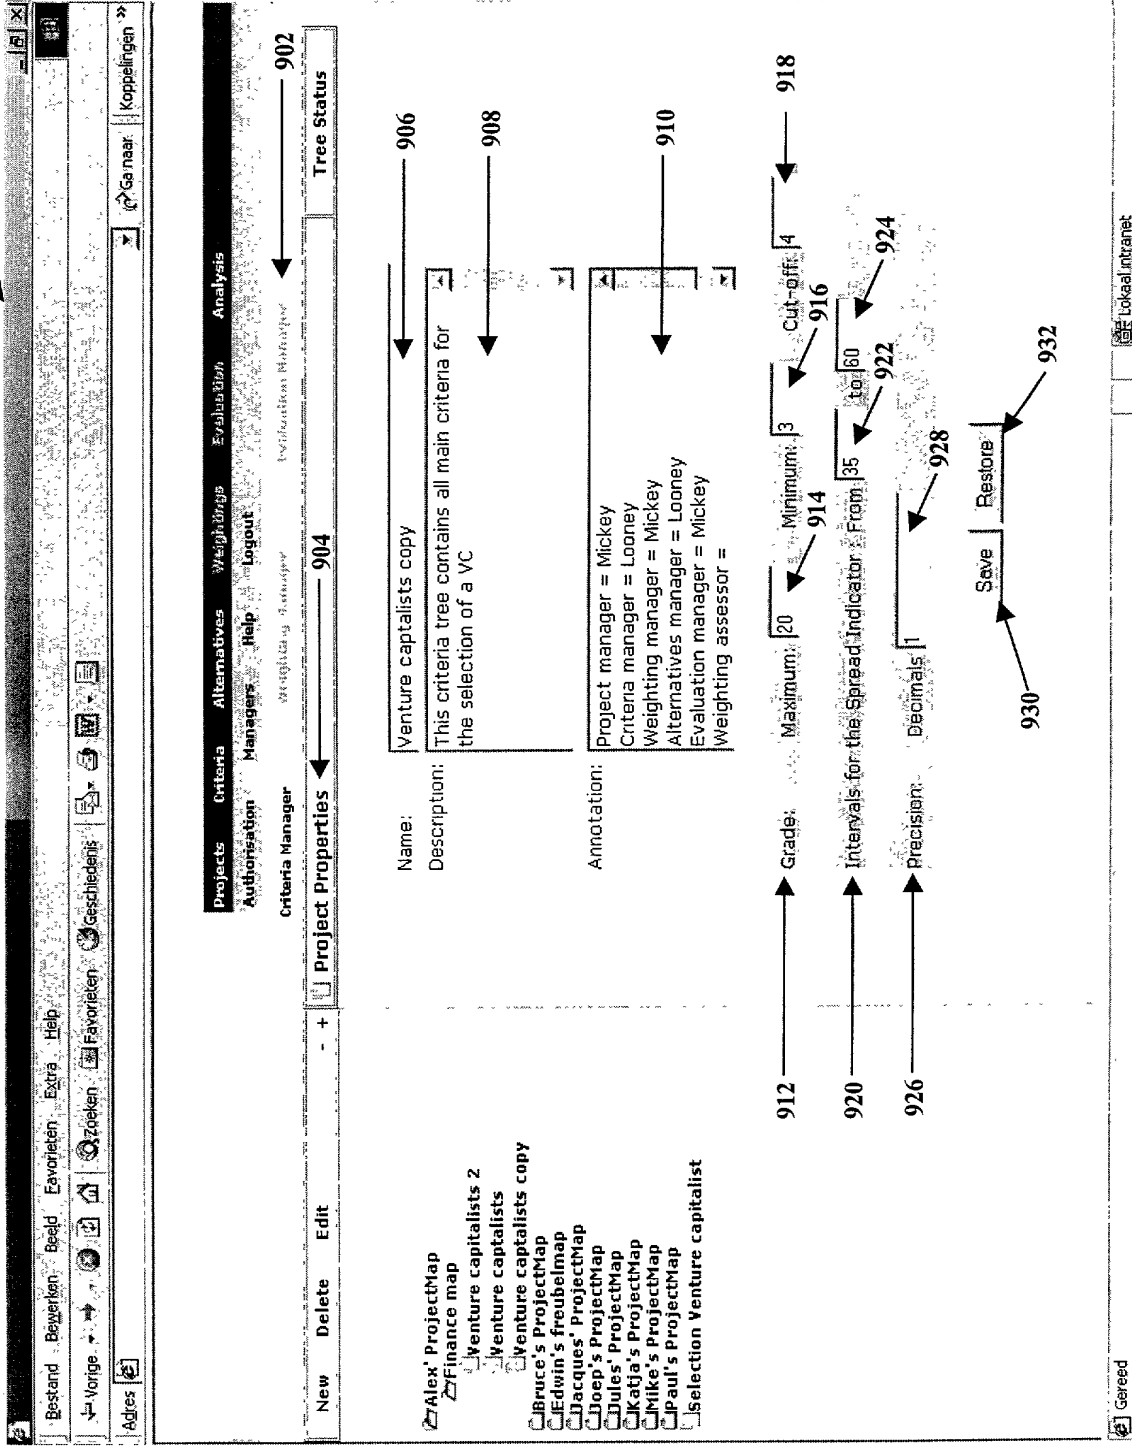 Bestand Bewerken Beeld Favorieten Extra Help
Vorige Zoeken Favorieten Geschiedenis
Adres Ga naar Koppelingen »
Projects Criteria Alternatives Weightings Evaluation Analysis
Authorisation Managers Help Logout
Criteria Manager Weighting Manager Evaluation Manager 902
904
New Delete Edit - + Project Properties Tree Status
Alex' ProjectMap
Finance map
Venture capitalists 2
Venture captalists
Venture captalists copy
Bruce's ProjectMap
Edwin's freubelmap
Jacques' ProjectMap
Joep's ProjectMap
Jules' ProjectMap
Katja's ProjectMap
Mike's ProjectMap
Paul's ProjectMap
Selection Venture capitalist
Name: Venture captalists copy 906
Description: This criteria tree contains all main criteria for
the selection of a VC 908
Annotation: Project manager = Mickey
Criteria manager = Looney
Weighting manager = Mickey
Alternatives manager = Looney 910
Evaluation manager = Mickey
Weighting assessor =
912 Grade: Maximum: 20 Minimum: 3 Cut-off: 4 918
914 916
920 Intervals for the Spread Indicator : From 35 to 60
922 924
926 Precision: Decimals 1
928
Save Restore
930 932
Gereed Lokaal intranet